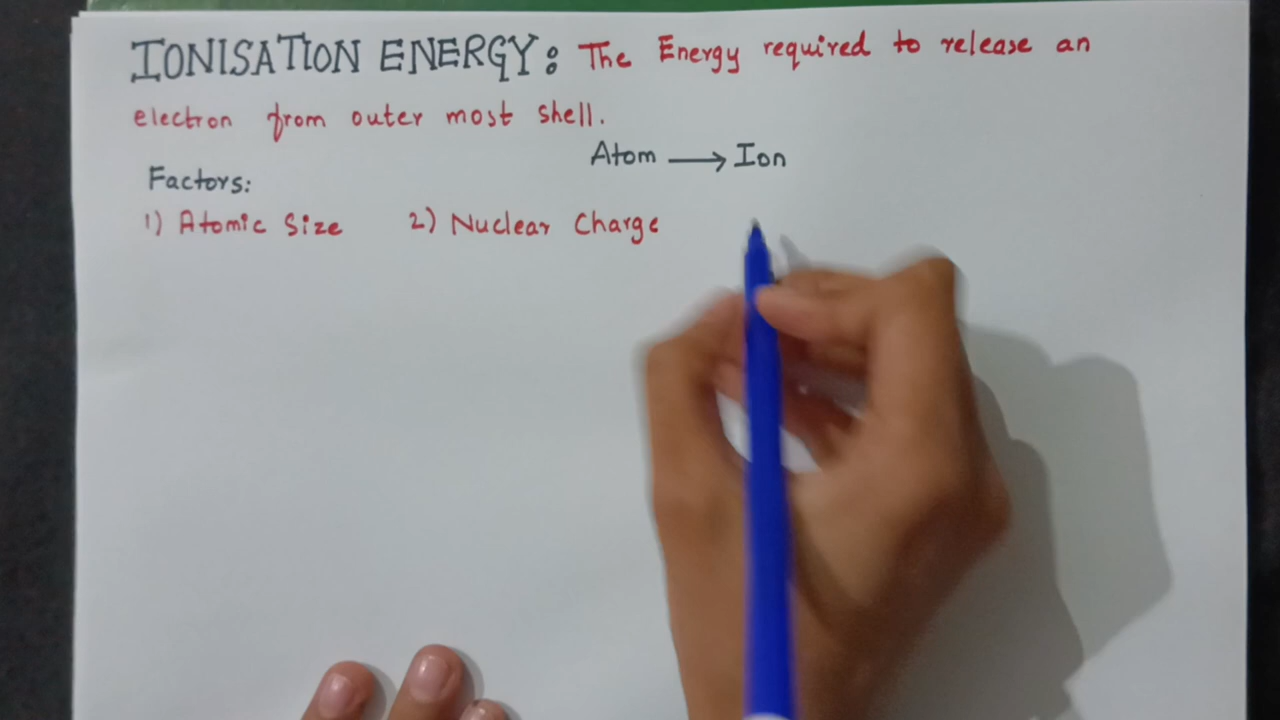 IONISATION ENERGY: The Energy required to release an
electron from outer most shell.
Atom ⟶ Ion
Factors:
1) Atomic Size 2) Nuclear Charge